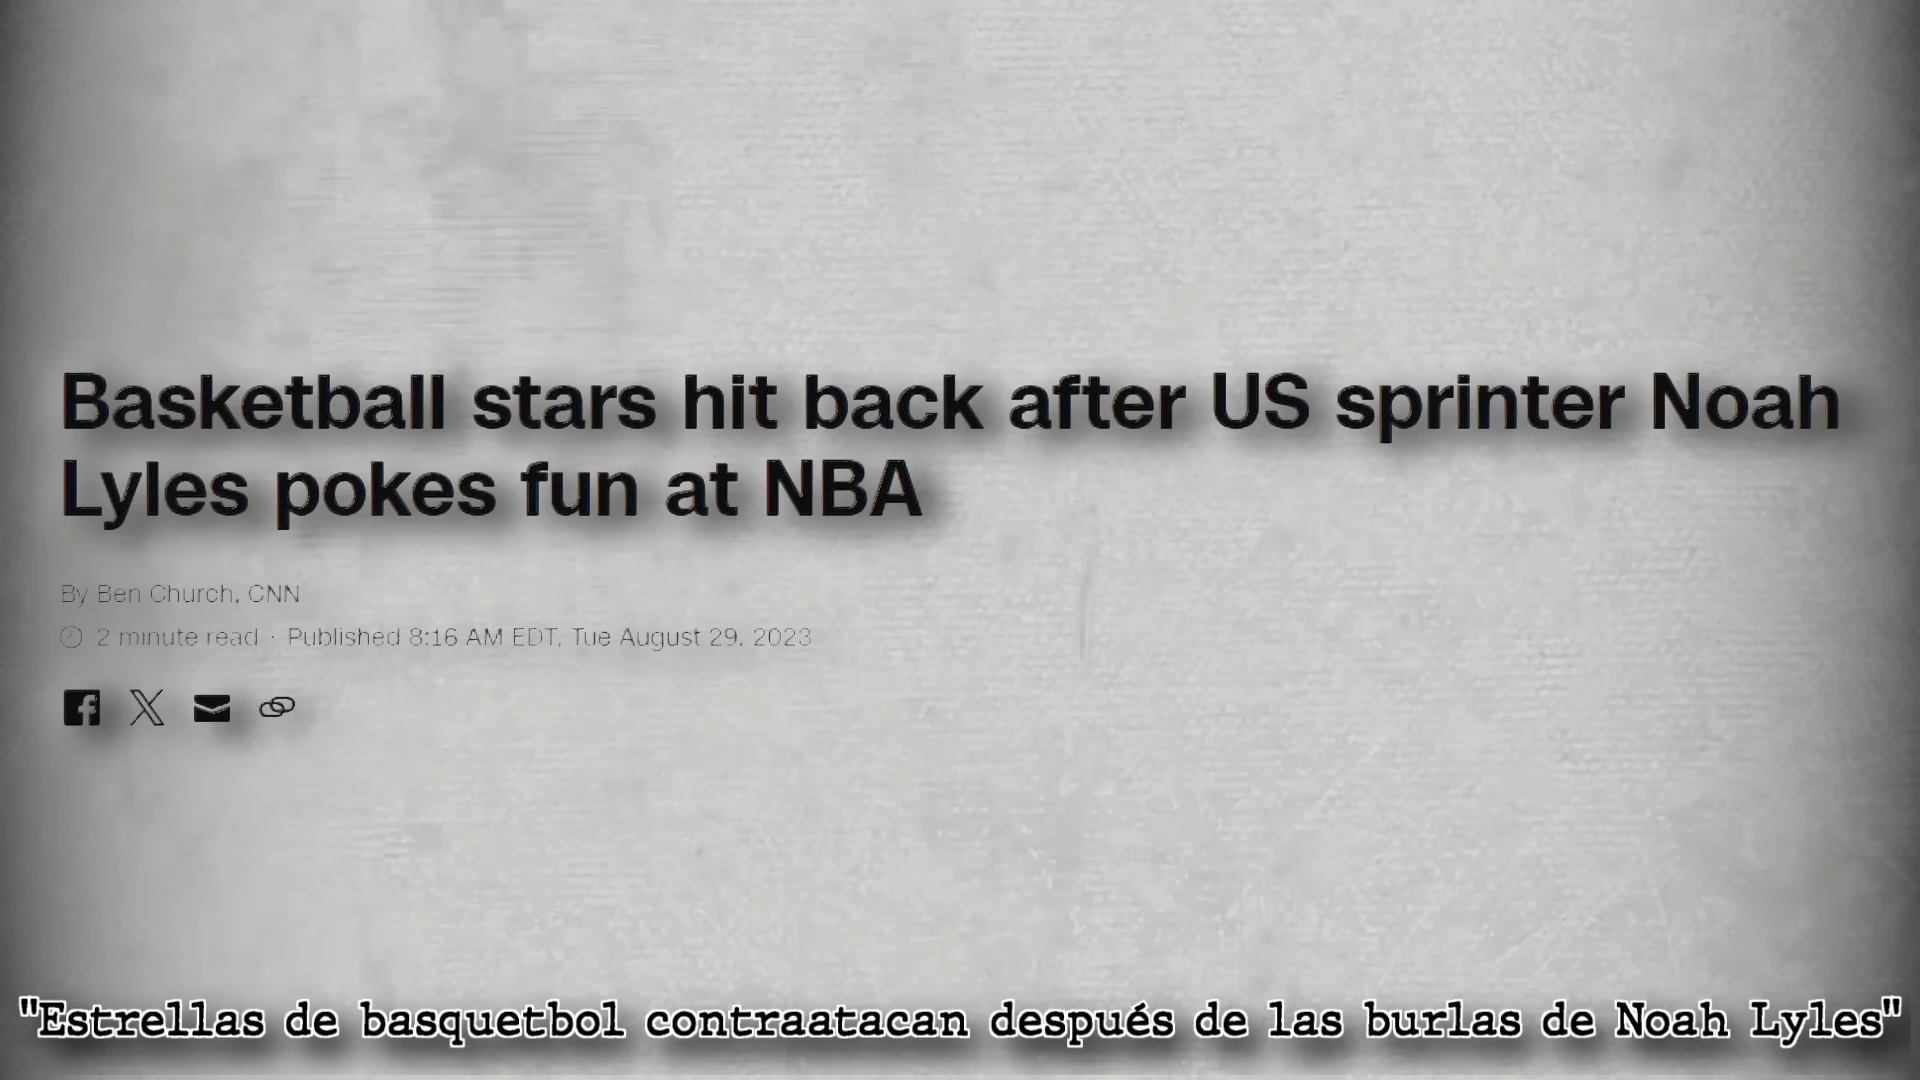 Basketball stars hit back after US sprinter Noah
Lyles pokes fun at NBA
By Ben Church, CNN
2 minute read · Published 8:16 AM EDT, Tue August 29, 2023
"Estrellas de basquetbol contraatacan después de las burlas de Noah Lyles"